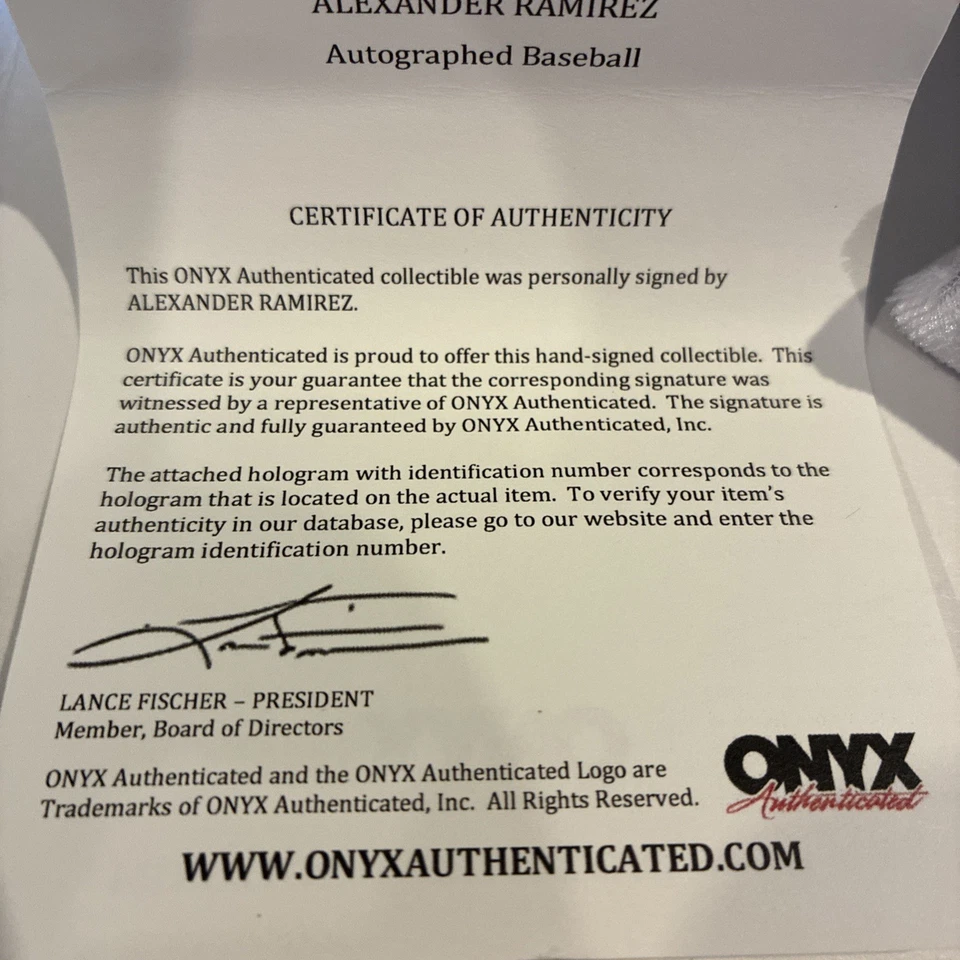 ALEXANDER RAMIREZ
Autographed Baseball
CERTIFICATE OF AUTHENTICITY
This ONYX Authenticated collectible was personally signed by
ALEXANDER RAMIREZ.
ONYX Authenticated is proud to offer this hand-signed collectible. This
certificate is your guarantee that the corresponding signature was
witnessed by a representative of ONYX Authenticated. The signature is
authentic and fully guaranteed by ONYX Authenticated, Inc.
The attached hologram with identification number corresponds to the
hologram that is located on the actual item. To verify your item’s
authenticity in our database, please go to our website and enter the
hologram identification number.
LANCE FISCHER – PRESIDENT
Member, Board of Directors
ONYX Authenticated and the ONYX Authenticated Logo are
Trademarks of ONYX Authenticated, Inc. All Rights Reserved.
ONYX
Authenticated
WWW.ONYXAUTHENTICATED.COM